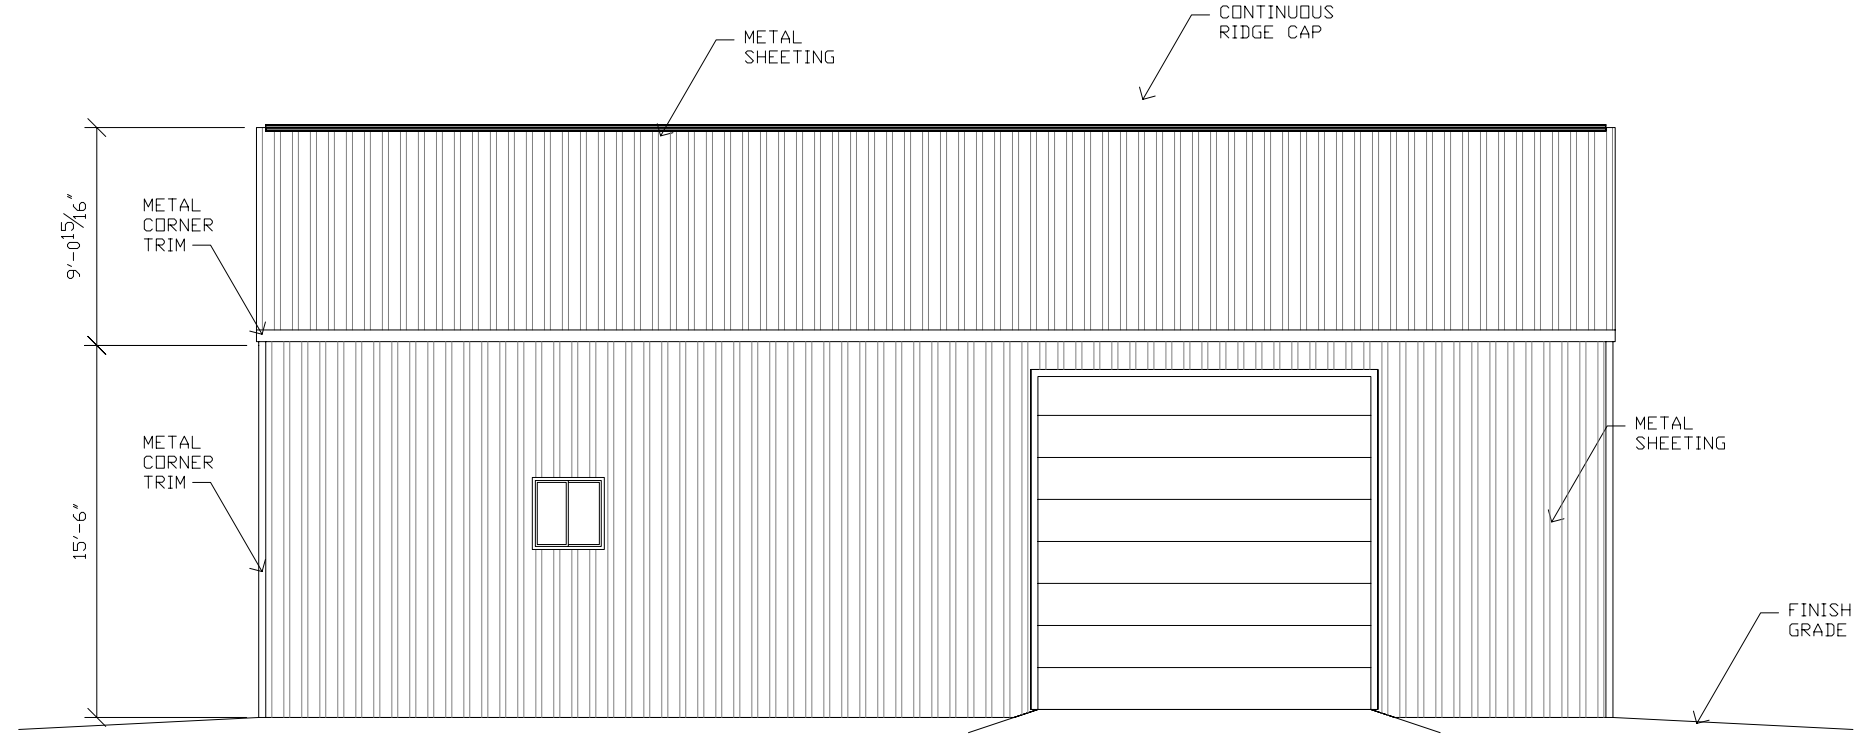 CONTINUOUS
RIDGE CAP
METAL
SHEETING
METAL
CORNER
TRIM
9'-0 15/16"
METAL
SHEETING
METAL
CORNER
TRIM
15'-6"
FINISH
GRADE